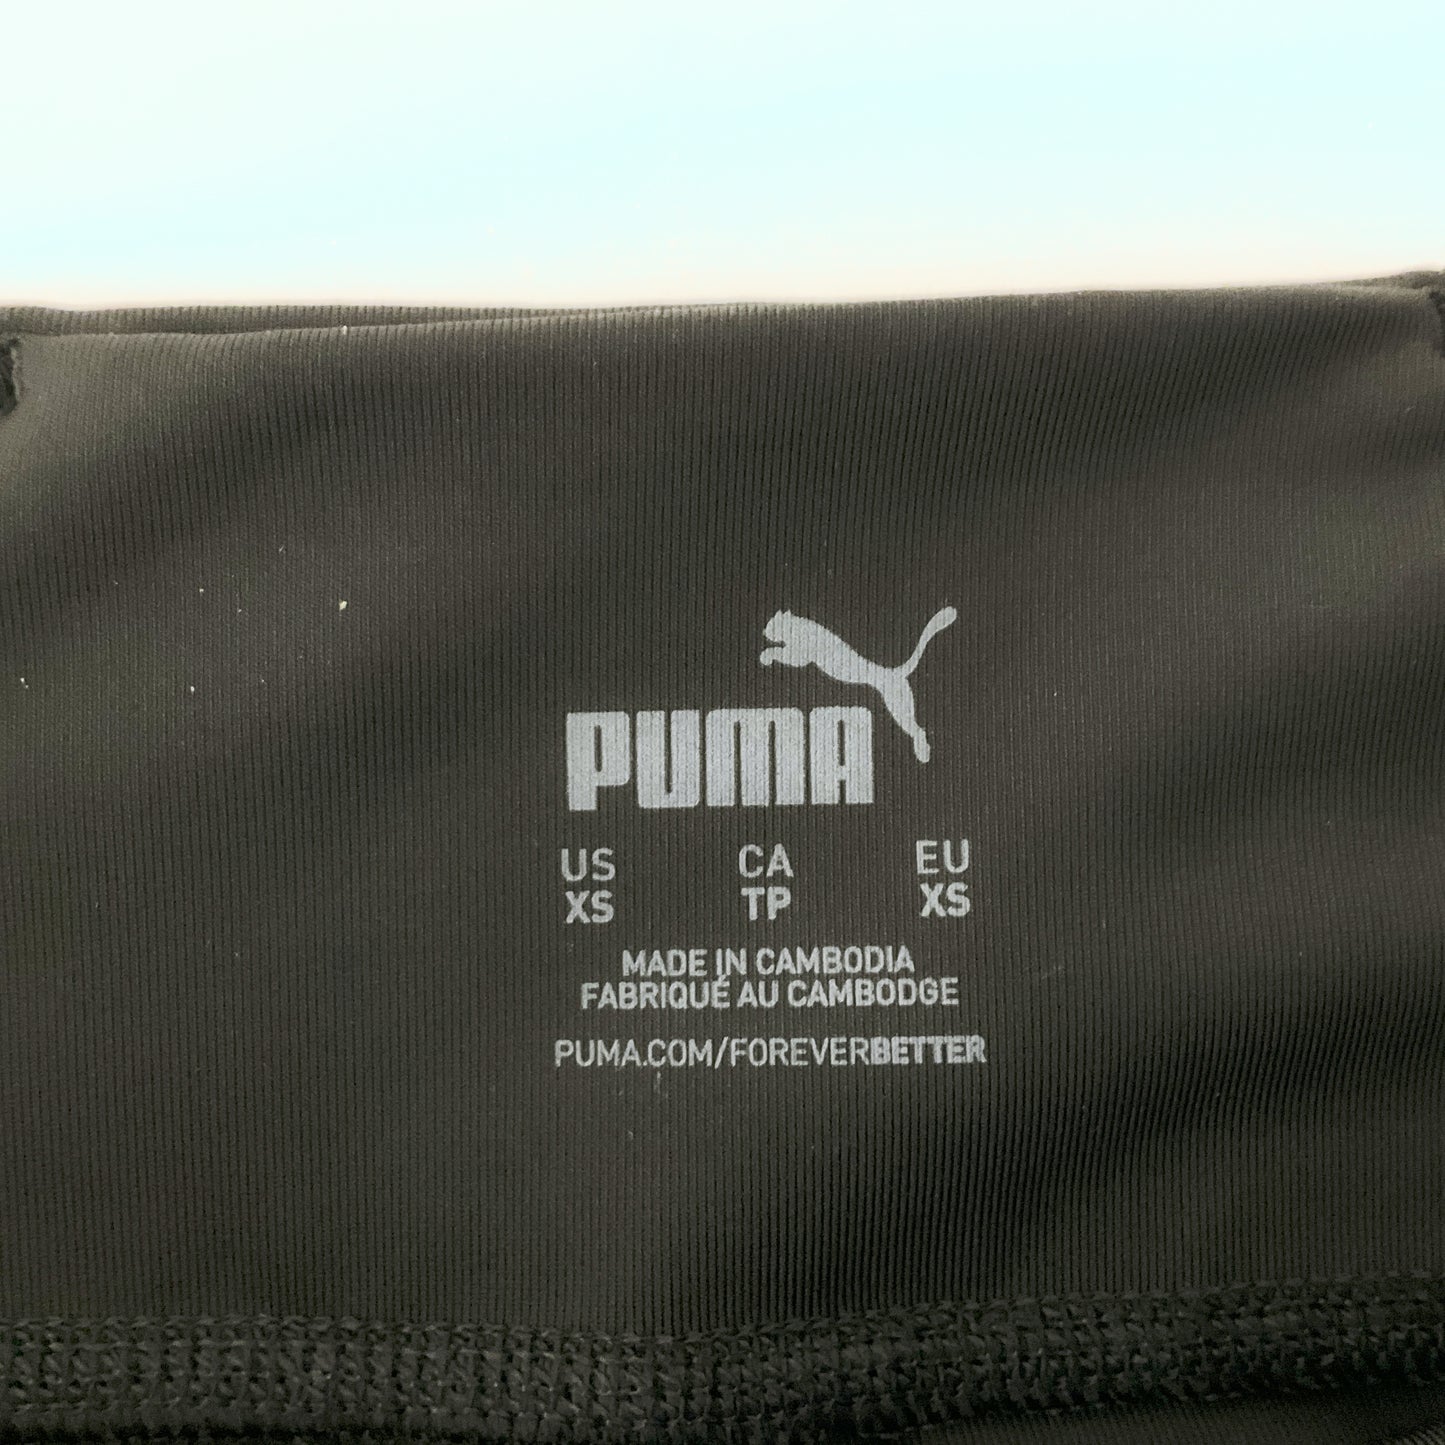 PUMA
US CA EU
XS TP XS
MADE IN CAMBODIA
FABRIQUÉ AU CAMBODGE
PUMA.COM/FOREVERBETTER